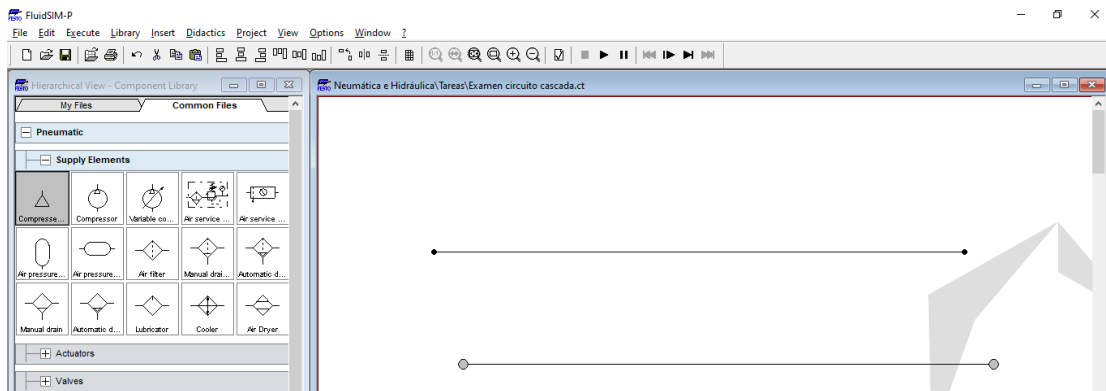 FESTO FluidSIM-P
File Edit Execute Library Insert Didactics Project View Options Window ?
Hierarchical View - Component Library
My Files Common Files
Pneumatic
Supply Elements
Compresse... Compressor Variable co... Air service ... Air service ...
Air pressure... Air pressure... Air filter Manual drai... Automatic d...
Manual drain Automatic d... Lubricator Cooler Air Dryer
Actuators
Valves
FESTO Neumática e Hidráulica\Tareas\Examen circuito cascada.ct